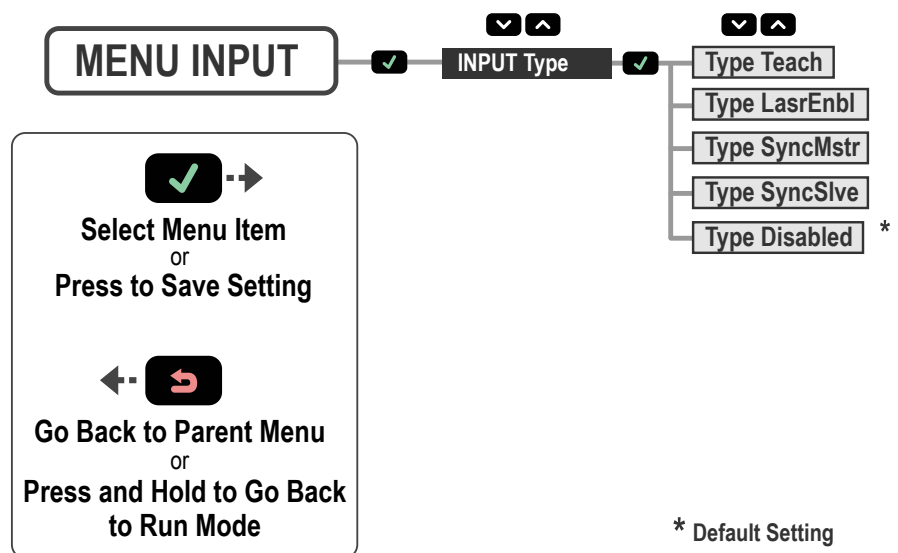 MENU INPUT
INPUT Type
Type Teach
Type LasrEnbl
Type SyncMstr
Type SyncSlve
Type Disabled *
Select Menu Item
or
Press to Save Setting
Go Back to Parent Menu
or
Press and Hold to Go Back
to Run Mode
* Default Setting